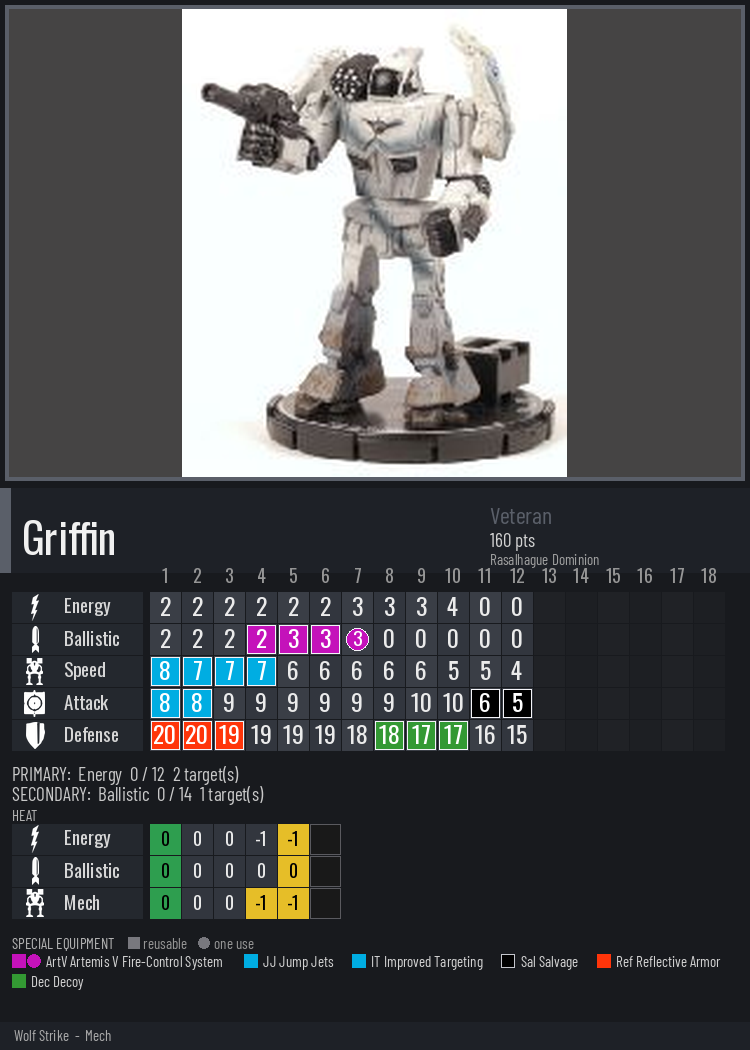 Griffin
Veteran
160 pts
Rasalhague Dominion
1 2 3 4 5 6 7 8 9 10 11 12 13 14 15 16 17 18
Energy 2 2 2 2 2 2 3 3 3 4 0 0
Ballistic 2 2 2 2 3 3 3 0 0 0 0 0
Speed 8 7 7 7 6 6 6 6 6 5 5 4
Attack 8 8 9 9 9 9 9 9 10 10 6 5
Defense 20 20 19 19 19 19 18 18 17 17 16 15
PRIMARY: Energy 0 / 12 2 target(s)
SECONDARY: Ballistic 0 / 14 1 target(s)
HEAT
Energy 0 0 0 -1 -1
Ballistic 0 0 0 0 0
Mech 0 0 0 -1 -1
SPECIAL EQUIPMENT reusable one use
ArtV Artemis V Fire-Control System JJ Jump Jets IT Improved Targeting Sal Salvage Ref Reflective Armor
Dec Decoy
Wolf Strike - Mech